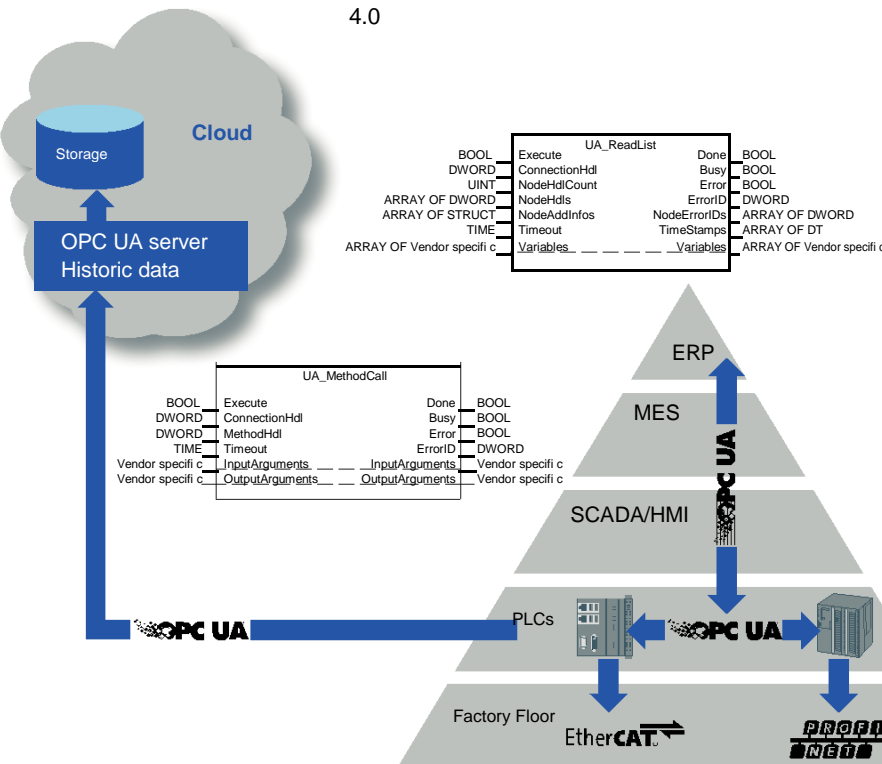 4.0
Cloud
Storage
OPC UA server
Historic data
UA_ReadList
BOOL Execute Done BOOL
DWORD ConnectionHdl Busy BOOL
UINT NodeHdlCount Error BOOL
ARRAY OF DWORD NodeHdls ErrorID DWORD
ARRAY OF STRUCT NodeAddInfos NodeErrorIDs ARRAY OF DWORD
TIME Timeout TimeStamps ARRAY OF DT
ARRAY OF Vendor specifi c Variables Variables ARRAY OF Vendor specifi c
UA_MethodCall
BOOL Execute Done BOOL
DWORD ConnectionHdl Busy BOOL
DWORD MethodHdl Error BOOL
TIME Timeout ErrorID DWORD
Vendor specifi c InputArguments InputArguments Vendor specifi c
Vendor specifi c OutputArguments OutputArguments Vendor specifi c
ERP
MES
OPC UA
SCADA/HMI
PLCs
OPC UA
OPC UA
Factory Floor
EtherCAT
PROFI
NET